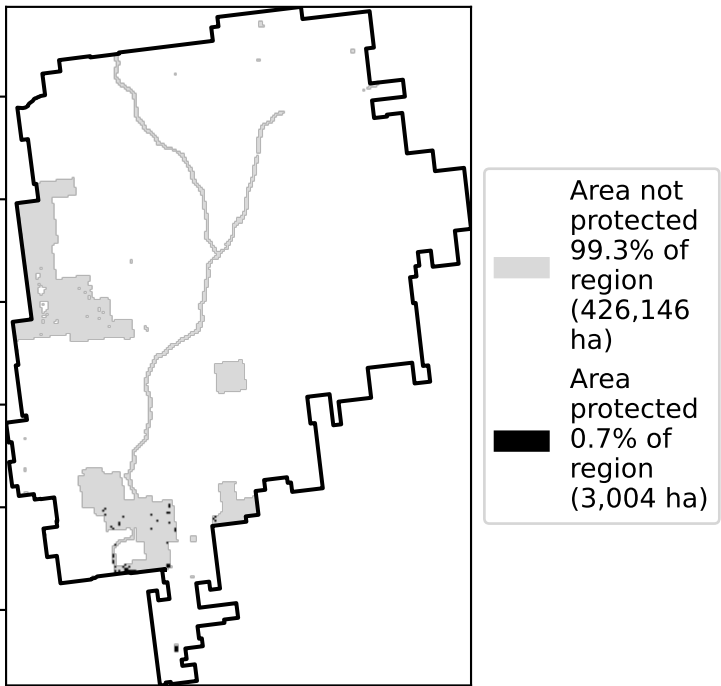 Area not
protected
99.3% of
region
(426,146
ha)
Area
protected
0.7% of
region
(3,004 ha)